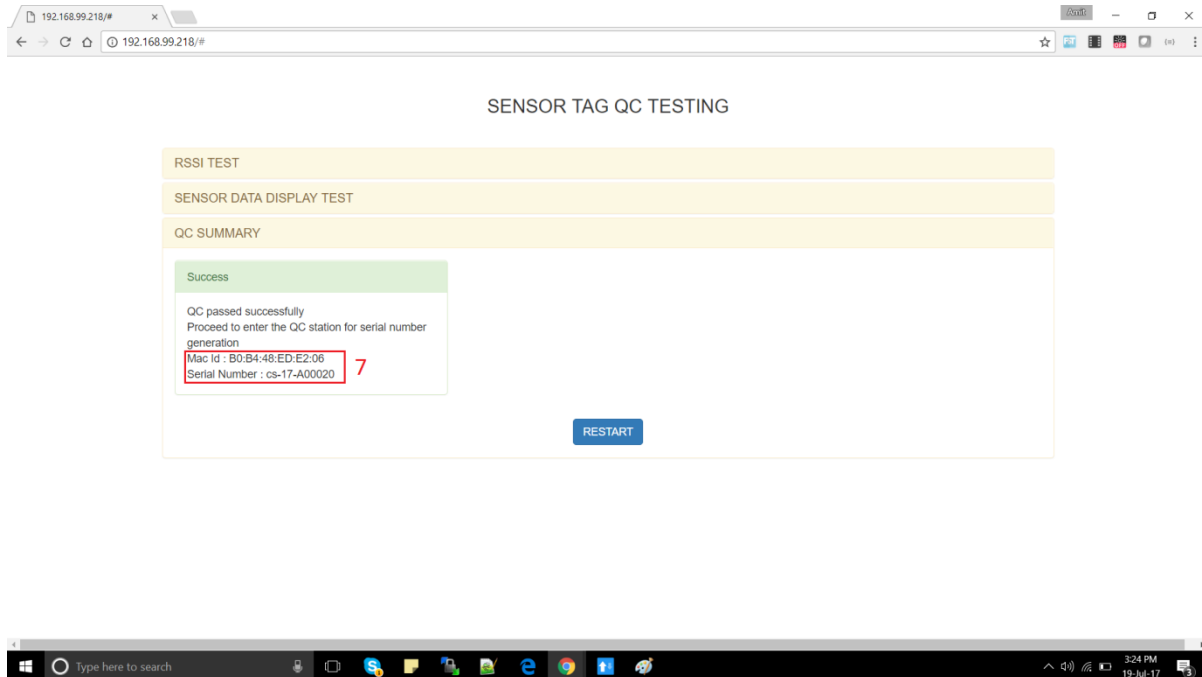 192.168.99.218/#
Amit
192.168.99.218/#
SENSOR TAG QC TESTING
RSSI TEST
SENSOR DATA DISPLAY TEST
QC SUMMARY
Success
QC passed successfully
Proceed to enter the QC station for serial number
generation
Mac Id : B0:B4:48:ED:E2:06
Serial Number : cs-17-A00020
7
RESTART
Type here to search
3:24 PM
19-Jul-17